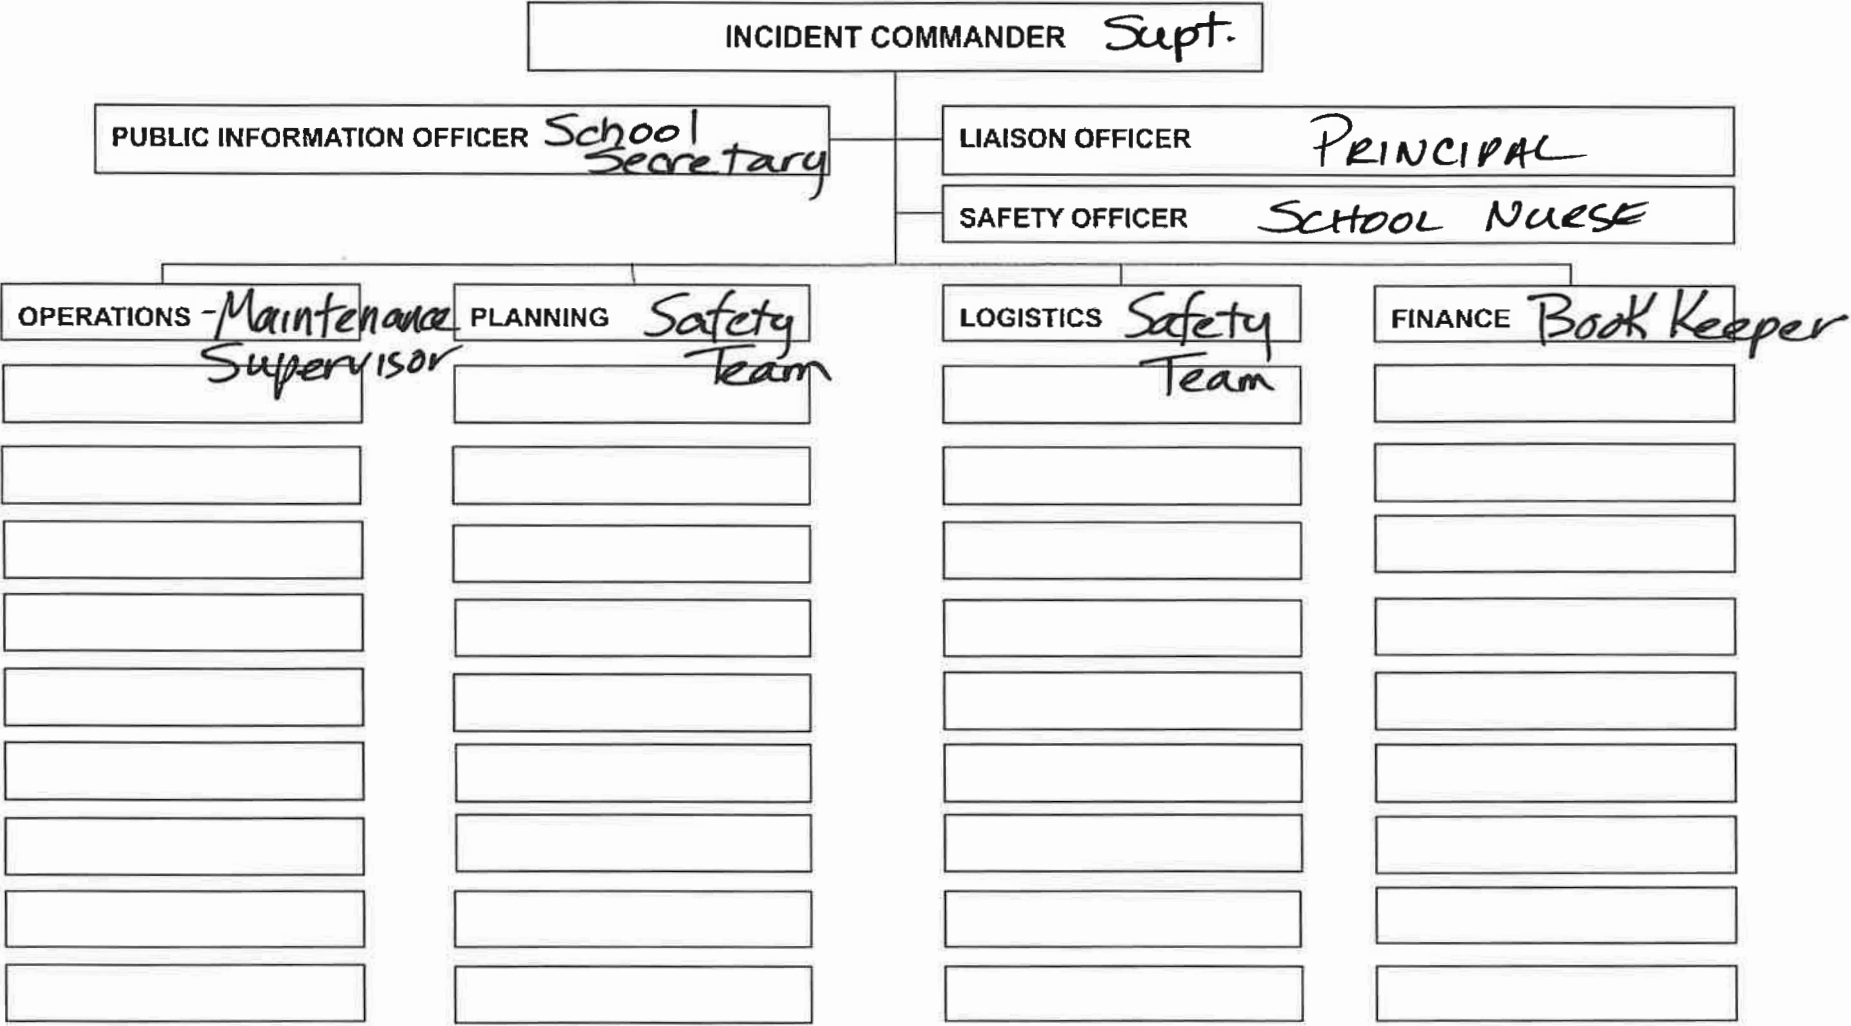 INCIDENT COMMANDER Supt.
PUBLIC INFORMATION OFFICER School
Secretary
LIAISON OFFICER PRINCIPAL
SAFETY OFFICER SCHOOL NURSE
OPERATIONS - Maintenance
Supervisor
PLANNING Safety
Team
LOGISTICS Safety
Team
FINANCE Book Keeper